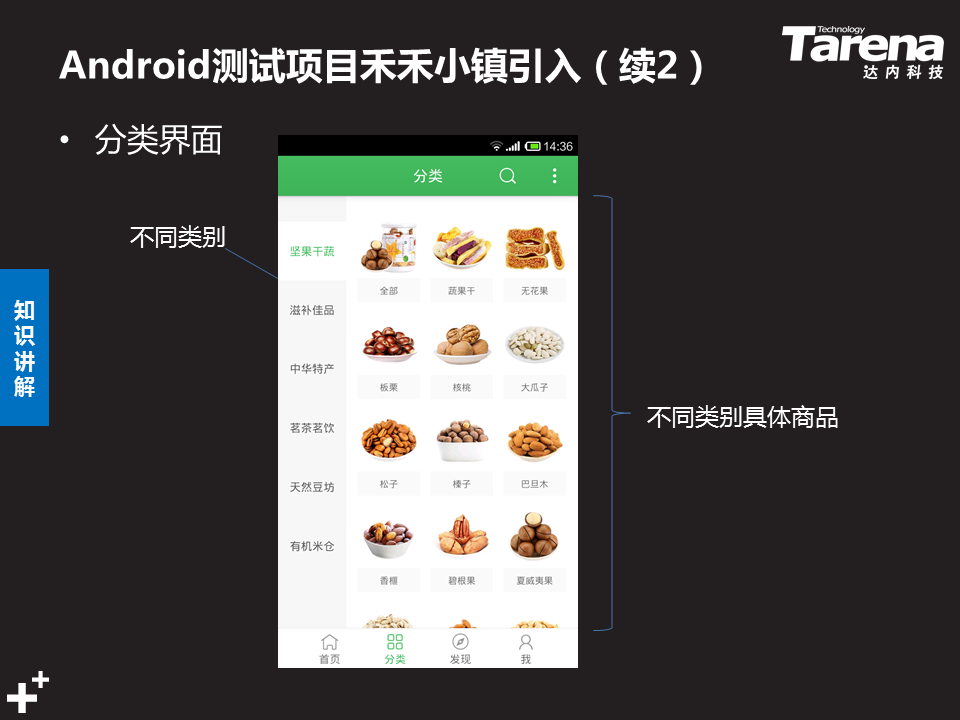 Technology
Tarena
达内科技
Android测试项目禾禾小镇引入（续2）
• 分类界面
14:36
分类
不同类别
坚果干蔬
滋补佳品
中华特产
茗茶茗饮
天然豆坊
有机米仓
全部 蔬果干 无花果
板栗 核桃 大瓜子
松子 榛子 巴旦木
香榧 碧根果 夏威夷果
首页 分类 发现 我
不同类别具体商品
知识讲解